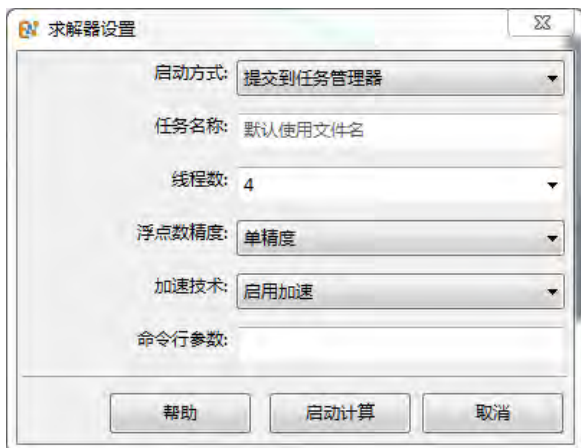 求解器设置
启动方式: 提交到任务管理器
任务名称: 默认使用文件名
线程数: 4
浮点数精度: 单精度
加速技术: 启用加速
命令行参数:
帮助 启动计算 取消